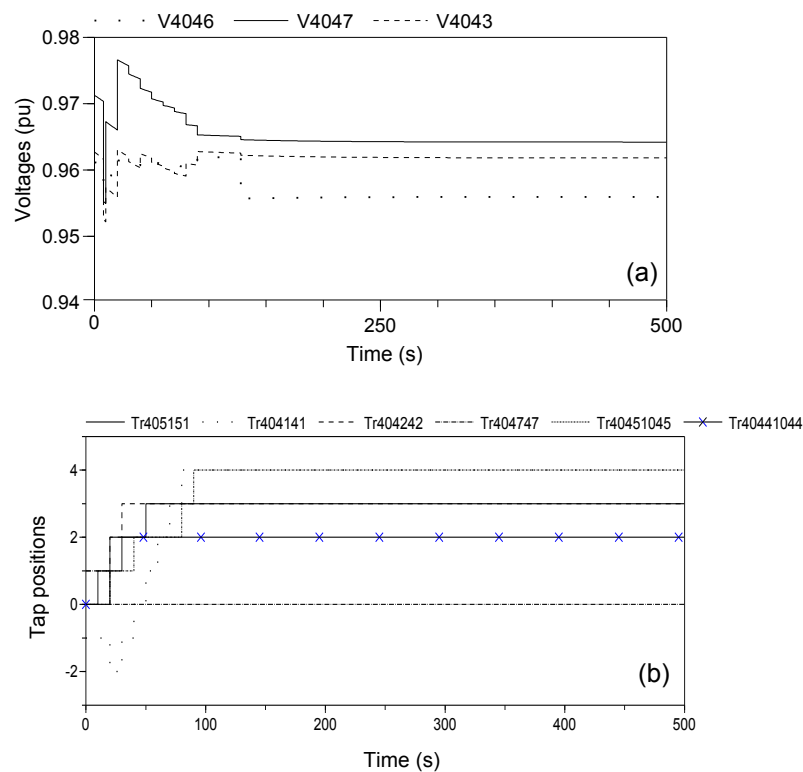 V4046 V4047 V4043
0.98
0.97
0.96
0.95
0.94
Voltages (pu)
(a)
0 250 500
Time (s)
Tr405151 Tr404141 Tr404242 Tr404747 Tr40451045 Tr40441044
4
2
0
-2
Tap positions
(b)
0 100 200 300 400 500
Time (s)